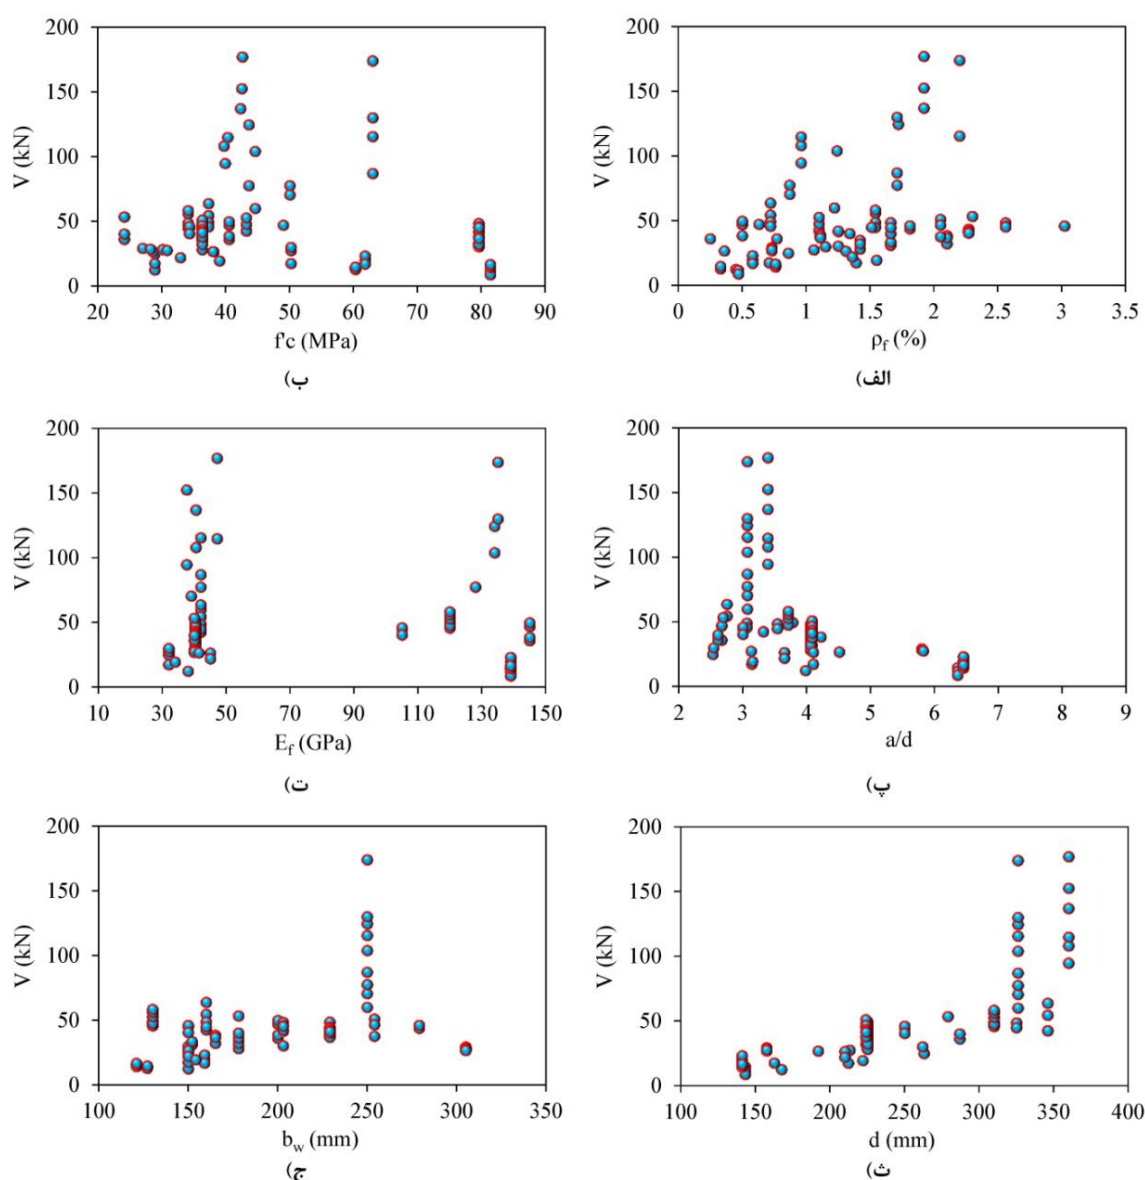 200
150
100
50
0
V (kN)
0 0.5 1 1.5 2 2.5 3 3.5
ρf (%)
الف)
200
150
100
50
0
V (kN)
20 30 40 50 60 70 80 90
f'c (MPa)
ب)
200
150
100
50
0
V (kN)
2 3 4 5 6 7 8 9
a/d
پ)
200
150
100
50
0
V (kN)
10 30 50 70 90 110 130 150
Ef (GPa)
ت)
200
150
100
50
0
V (kN)
100 150 200 250 300 350 400
d (mm)
ث)
200
150
100
50
0
V (kN)
100 150 200 250 300 350
bw (mm)
ج)